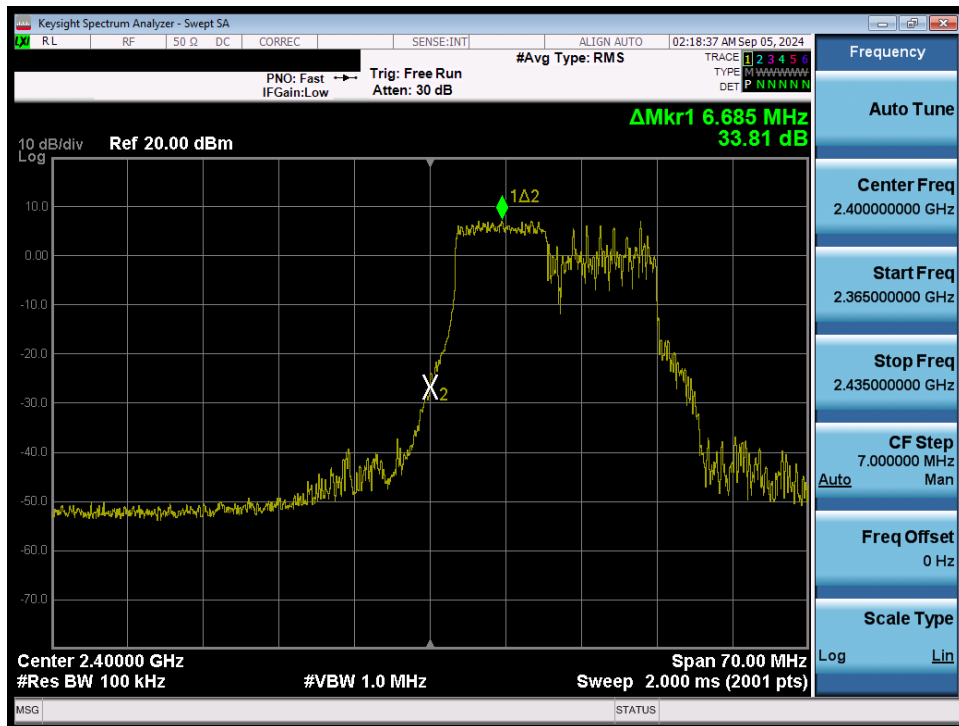 Keysight Spectrum Analyzer - Swept SA
LXI RL RF 50 Ω DC CORREC SENSE:INT ALIGN AUTO 02:18:37 AM Sep 05, 2024
#Avg Type: RMS
TRACE 1 2 3 4 5 6
PNO: Fast Trig: Free Run
TYPE M W W W W W
IFGain:Low Atten: 30 dB
DET P N N N N N
ΔMkr1 6.685 MHz
33.81 dB
10 dB/div Ref 20.00 dBm
Log
10.0
0.00
-10.0
-20.0
-30.0
-40.0
-50.0
-60.0
-70.0
1Δ2
X2
Center 2.40000 GHz Span 70.00 MHz
#Res BW 100 kHz #VBW 1.0 MHz Sweep 2.000 ms (2001 pts)
MSG STATUS
Frequency
Auto Tune
Center Freq
2.400000000 GHz
Start Freq
2.365000000 GHz
Stop Freq
2.435000000 GHz
CF Step
7.000000 MHz
Auto Man
Freq Offset
0 Hz
Scale Type
Log Lin